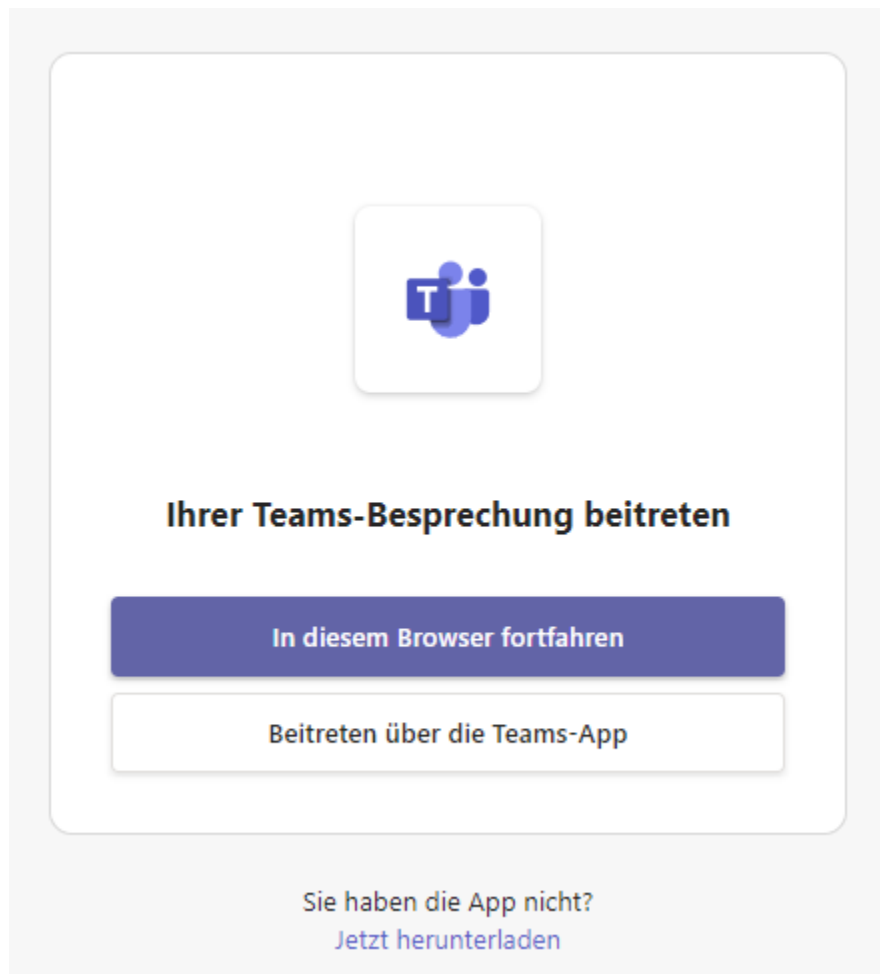 T
Ihrer Teams-Besprechung beitreten
In diesem Browser fortfahren
Beitreten über die Teams-App
Sie haben die App nicht?
Jetzt herunterladen